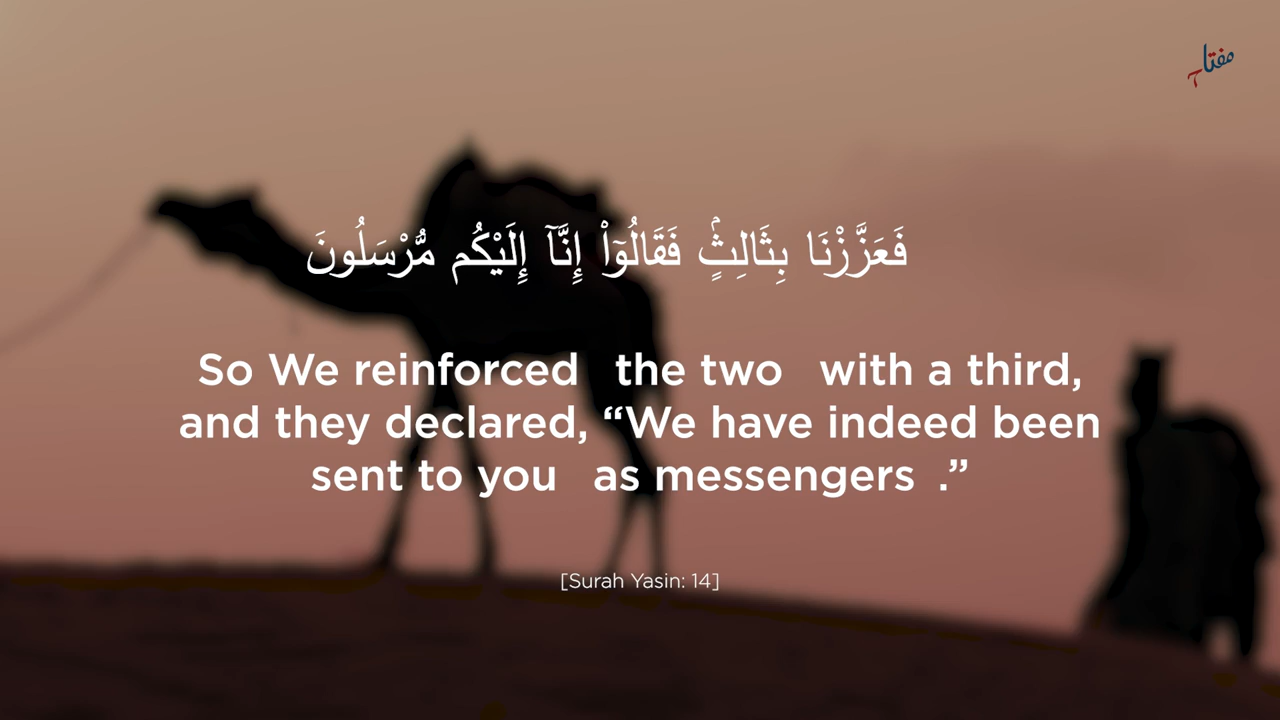 مفتاح
فَعَزَّزْنَا بِثَالِثٍۢ فَقَالُوٓا۟ إِنَّآ إِلَيْكُم مُّرْسَلُونَ
So We reinforced the two with a third,
and they declared, “We have indeed been
sent to you as messengers .”
[Surah Yasin: 14]